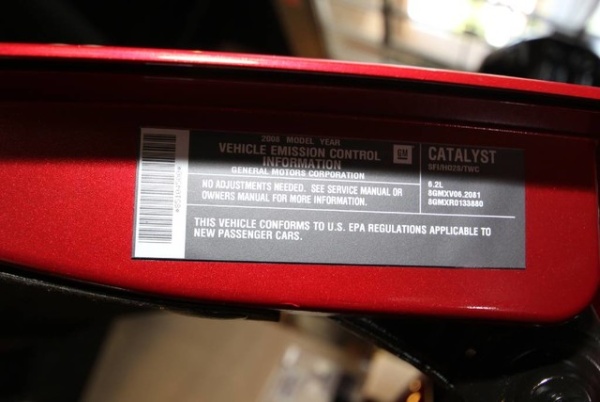 2008 MODEL YEAR
VEHICLE EMISSION CONTROL
INFORMATION
GENERAL MOTORS CORPORATION
GM
NO ADJUSTMENTS NEEDED. SEE SERVICE MANUAL OR
OWNERS MANUAL FOR MORE INFORMATION.
CATALYST
SFI/HO2S/TWC
6.2L
8GMXV06.2081
8GMXR0133880
THIS VEHICLE CONFORMS TO U.S. EPA REGULATIONS APPLICABLE TO
NEW PASSENGER CARS.